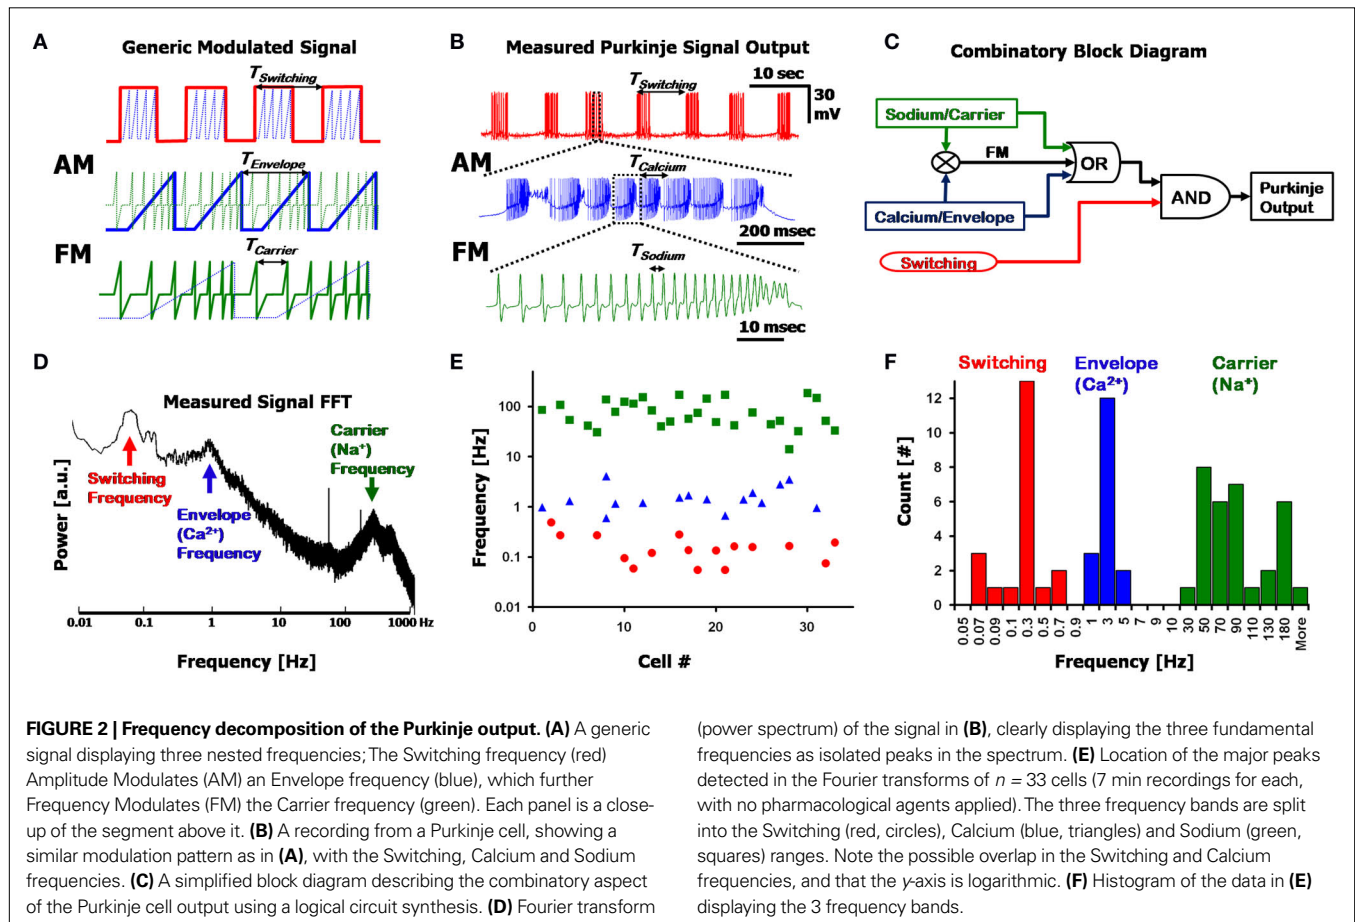 A
Generic Modulated Signal
T Switching
AM
T Envelope
FM
T Carrier
B
Measured Purkinje Signal Output
T Switching
10 sec
30
mV
AM
T Calcium
200 msec
FM
T Sodium
10 msec
C
Combinatory Block Diagram
Sodium/Carrier
FM
OR
Calcium/Envelope
AND
Purkinje
Output
Switching
D
Measured Signal FFT
Carrier
(Na+)
Frequency
Switching
Frequency
Envelope
(Ca2+)
Frequency
Power [a.u.]
0.01 0.1 1 10 100 1000 Hz
Frequency [Hz]
E
Frequency [Hz]
100
10
1
0.1
0.01
0 10 20 30
Cell #
F
Switching
Envelope
(Ca2+)
Carrier
(Na+)
Count [#]
12
10
8
6
4
2
0
0.05 0.07 0.09 0.1 0.3 0.5 0.7 0.9 1 3 5 7 9 10 30 50 70 90 110 130 180 More
Frequency [Hz]
FIGURE 2 | Frequency decomposition of the Purkinje output. (A) A generic
signal displaying three nested frequencies; The Switching frequency (red)
Amplitude Modulates (AM) an Envelope frequency (blue), which further
Frequency Modulates (FM) the Carrier frequency (green). Each panel is a close-
up of the segment above it. (B) A recording from a Purkinje cell, showing a
similar modulation pattern as in (A), with the Switching, Calcium and Sodium
frequencies. (C) A simplified block diagram describing the combinatory aspect
of the Purkinje cell output using a logical circuit synthesis. (D) Fourier transform
(power spectrum) of the signal in (B), clearly displaying the three fundamental
frequencies as isolated peaks in the spectrum. (E) Location of the major peaks
detected in the Fourier transforms of n = 33 cells (7 min recordings for each,
with no pharmacological agents applied). The three frequency bands are split
into the Switching (red, circles), Calcium (blue, triangles) and Sodium (green,
squares) ranges. Note the possible overlap in the Switching and Calcium
frequencies, and that the y-axis is logarithmic. (F) Histogram of the data in (E)
displaying the 3 frequency bands.